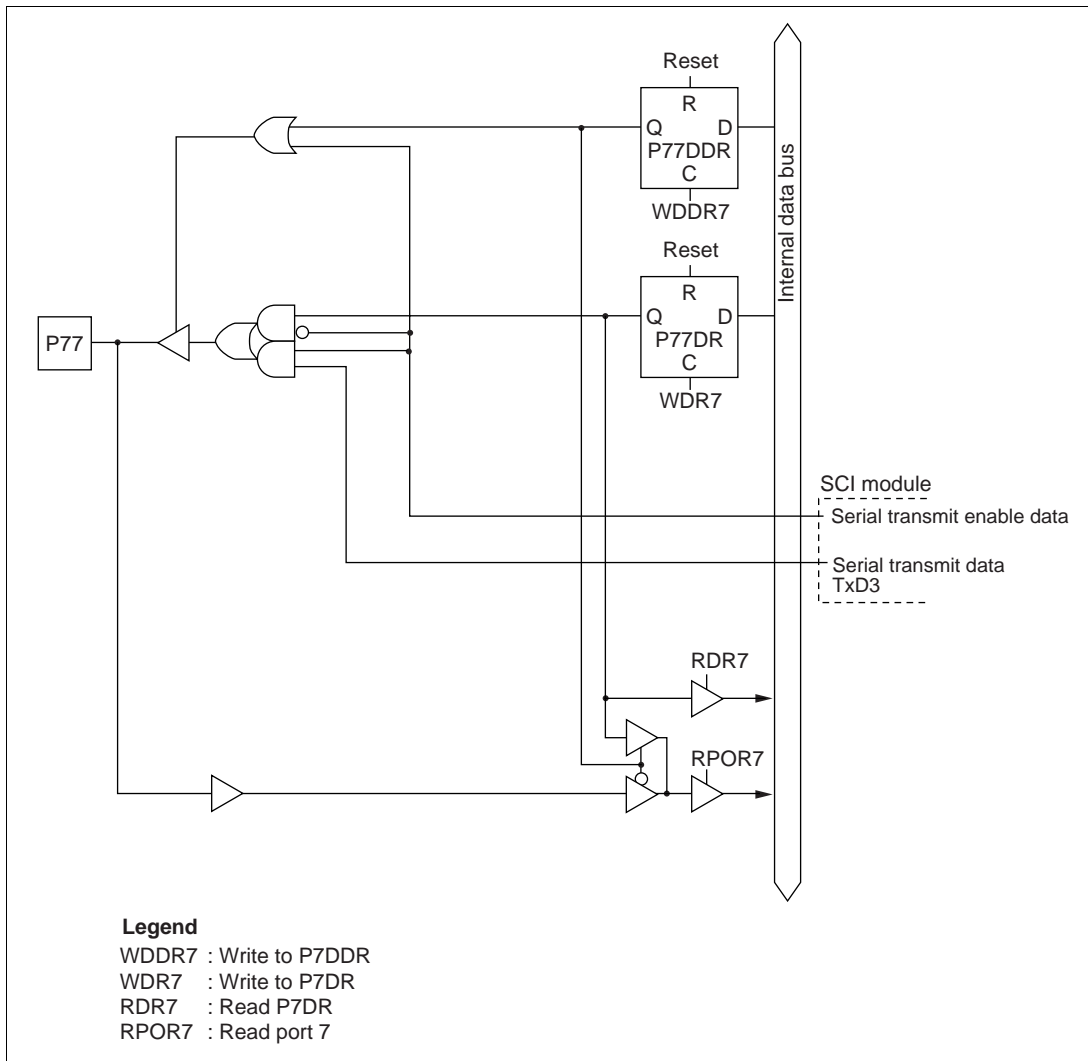 Reset
R
Q D
P77DDR
C
WDDR7
Internal data bus
Reset
R
Q D
P77DR
C
WDR7
P77
SCI module
Serial transmit enable data
Serial transmit data
TxD3
RDR7
RPOR7
Legend
WDDR7 : Write to P7DDR
WDR7 : Write to P7DR
RDR7 : Read P7DR
RPOR7 : Read port 7